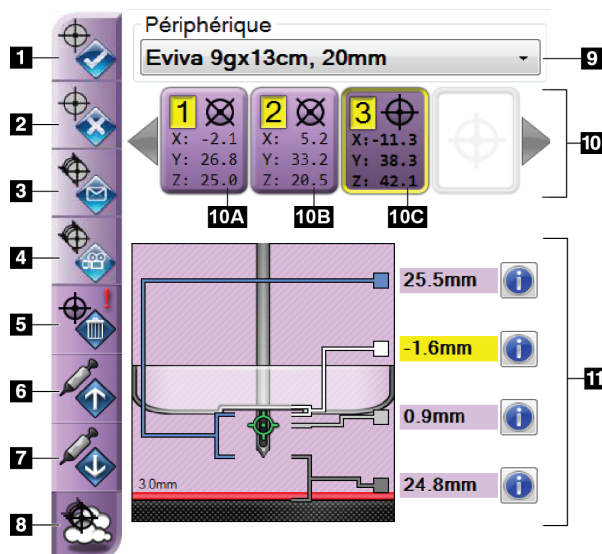 Périphérique
1
Eviva 9gx13cm, 20mm
9
2
1
X: -2.1
Y: 26.8
Z: 25.0
2
X: 5.2
Y: 33.2
Z: 20.5
3
X:-11.3
Y: 38.3
Z: 42.1
10
3
10A
10B
10C
4
25.5mm
5
!
-1.6mm
6
11
0.9mm
7
3.0mm
24.8mm
8